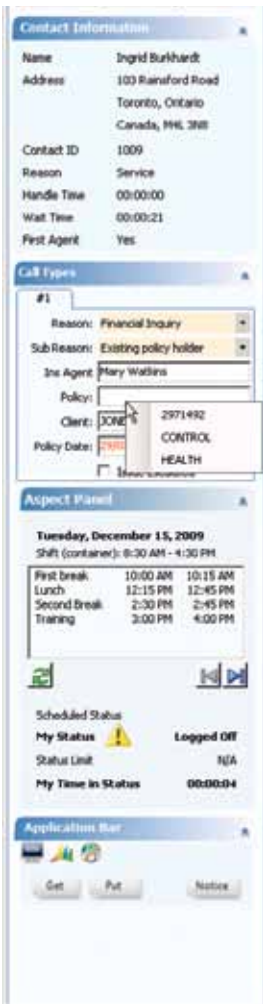 Contact Information
Name Ingrid Burkhardt
Address 103 Rainsford Road
Toronto, Ontario
Canada, M4L 3N8
Contact ID 1009
Reason Service
Handle Time 00:00:00
Wait Time 00:00:21
First Agent Yes
Call Types
#1
Reason: Financial Inquiry
Sub Reason: Existing policy holder
Ins Agent Mary Watkins
Policy:
2971492
Client: JONE
CONTROL
Policy Date:
HEALTH
Aspect Panel
Tuesday, December 15, 2009
Shift (container): 8:30 AM - 4:30 PM
First break 10:00 AM 10:15 AM
Lunch 12:15 PM 12:45 PM
Second Break 2:30 PM 2:45 PM
Training 3:00 PM 4:00 PM
Scheduled Status
My Status Logged Off
Status Limit N/A
My Time in Status 00:00:04
Application Bar
Get Put Notice